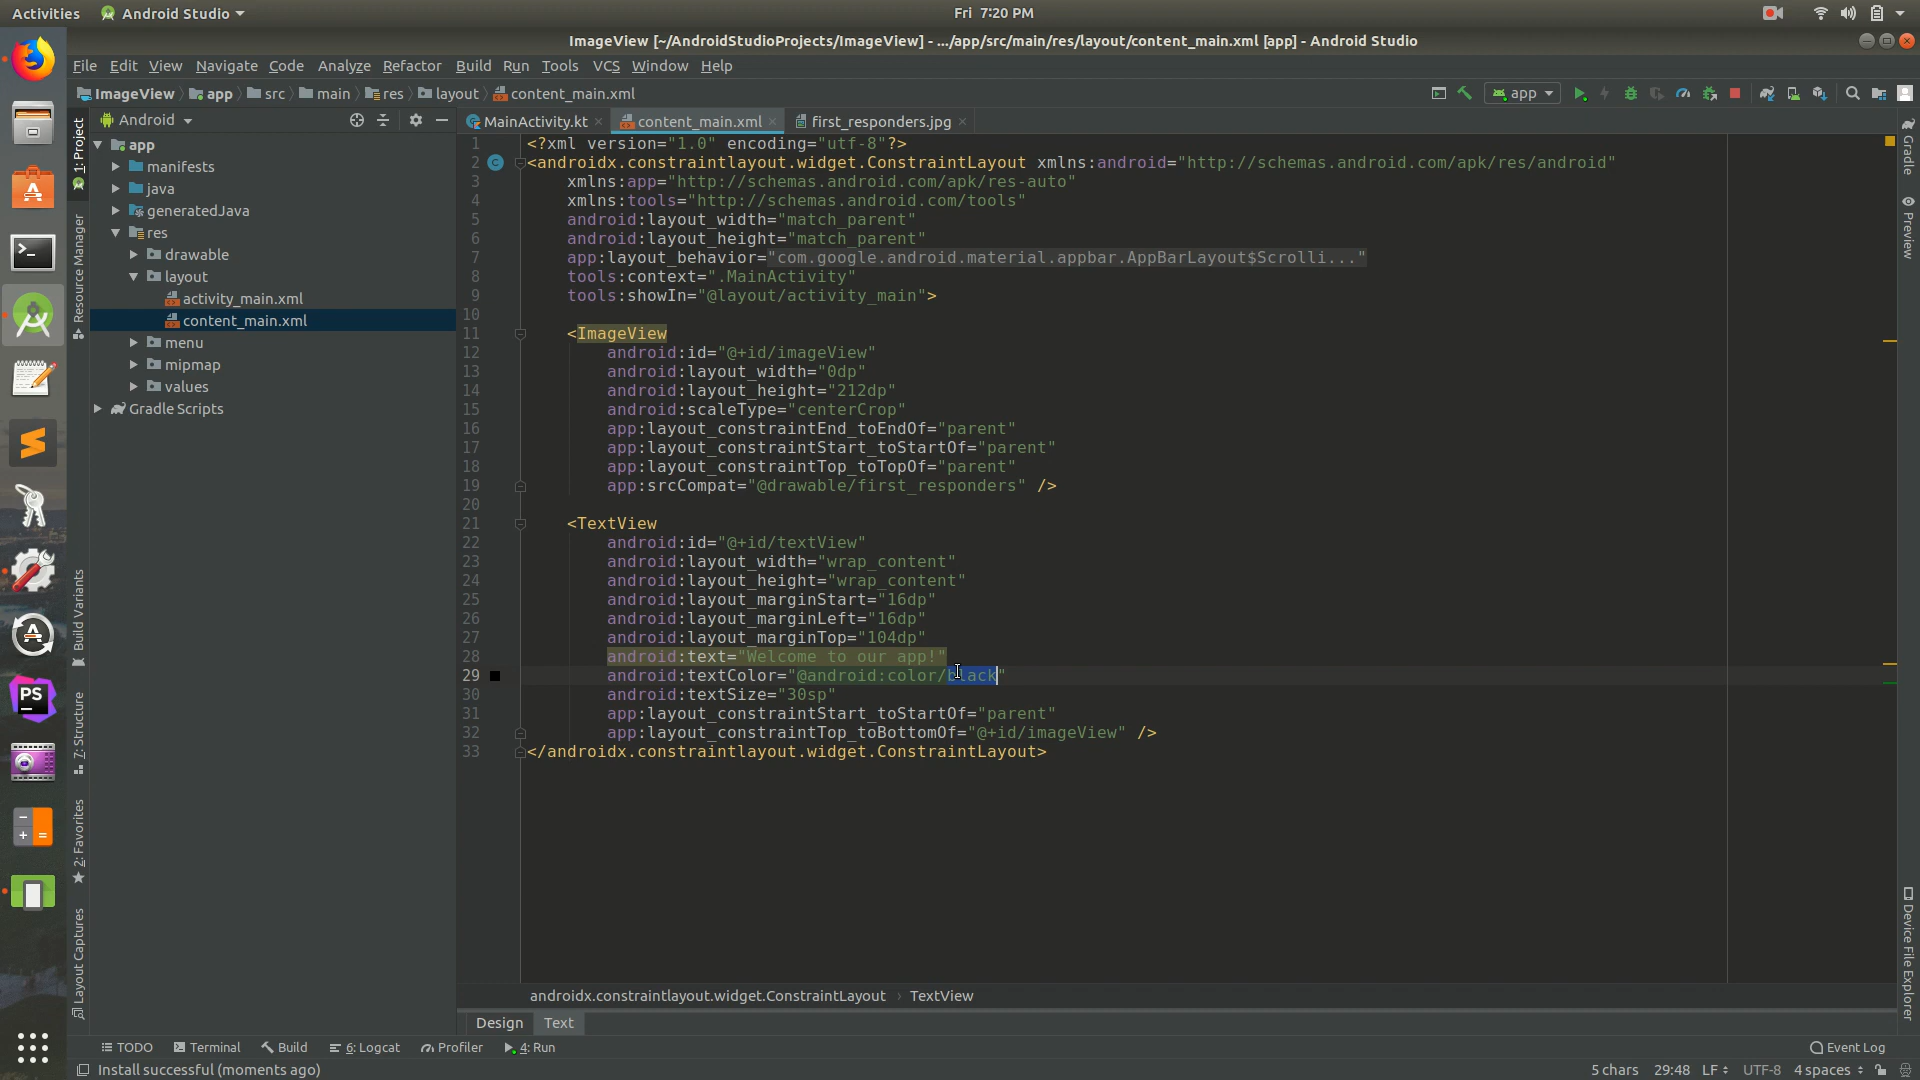 Activities Android Studio Fri 7:20 PM
ImageView [~/AndroidStudioProjects/ImageView] - .../app/src/main/res/layout/content_main.xml [app] - Android Studio
File Edit View Navigate Code Analyze Refactor Build Run Tools VCS Window Help
ImageView app src main res layout content_main.xml app
Android MainActivity.kt content_main.xml first_responders.jpg
app
manifests
java
generatedJava
res
drawable
layout
activity_main.xml
content_main.xml
menu
mipmap
values
Gradle Scripts
1: Project
Resource Manager
Build Variants
7: Structure
2: Favorites
Layout Captures
1 <?xml version="1.0" encoding="utf-8"?>
2 <androidx.constraintlayout.widget.ConstraintLayout xmlns:android="http://schemas.android.com/apk/res/android"
3 xmlns:app="http://schemas.android.com/apk/res-auto"
4 xmlns:tools="http://schemas.android.com/tools"
5 android:layout_width="match_parent"
6 android:layout_height="match_parent"
7 app:layout_behavior="com.google.android.material.appbar.AppBarLayout$Scrolli..."
8 tools:context=".MainActivity"
9 tools:showIn="@layout/activity_main">
10
11 <ImageView
12 android:id="@+id/imageView"
13 android:layout_width="0dp"
14 android:layout_height="212dp"
15 android:scaleType="centerCrop"
16 app:layout_constraintEnd_toEndOf="parent"
17 app:layout_constraintStart_toStartOf="parent"
18 app:layout_constraintTop_toTopOf="parent"
19 app:srcCompat="@drawable/first_responders" />
20
21 <TextView
22 android:id="@+id/textView"
23 android:layout_width="wrap_content"
24 android:layout_height="wrap_content"
25 android:layout_marginStart="16dp"
26 android:layout_marginLeft="16dp"
27 android:layout_marginTop="104dp"
28 android:text="Welcome to our app!"
29 android:textColor="@android:color/black"
30 android:textSize="30sp"
31 app:layout_constraintStart_toStartOf="parent"
32 app:layout_constraintTop_toBottomOf="@+id/imageView" />
33 </androidx.constraintlayout.widget.ConstraintLayout>
Gradle
Preview
Device File Explorer
androidx.constraintlayout.widget.ConstraintLayout › TextView
Design Text
TODO Terminal Build 6: Logcat Profiler 4: Run Event Log
Install successful (moments ago) 5 chars 29:48 LF UTF-8 4 spaces
PS